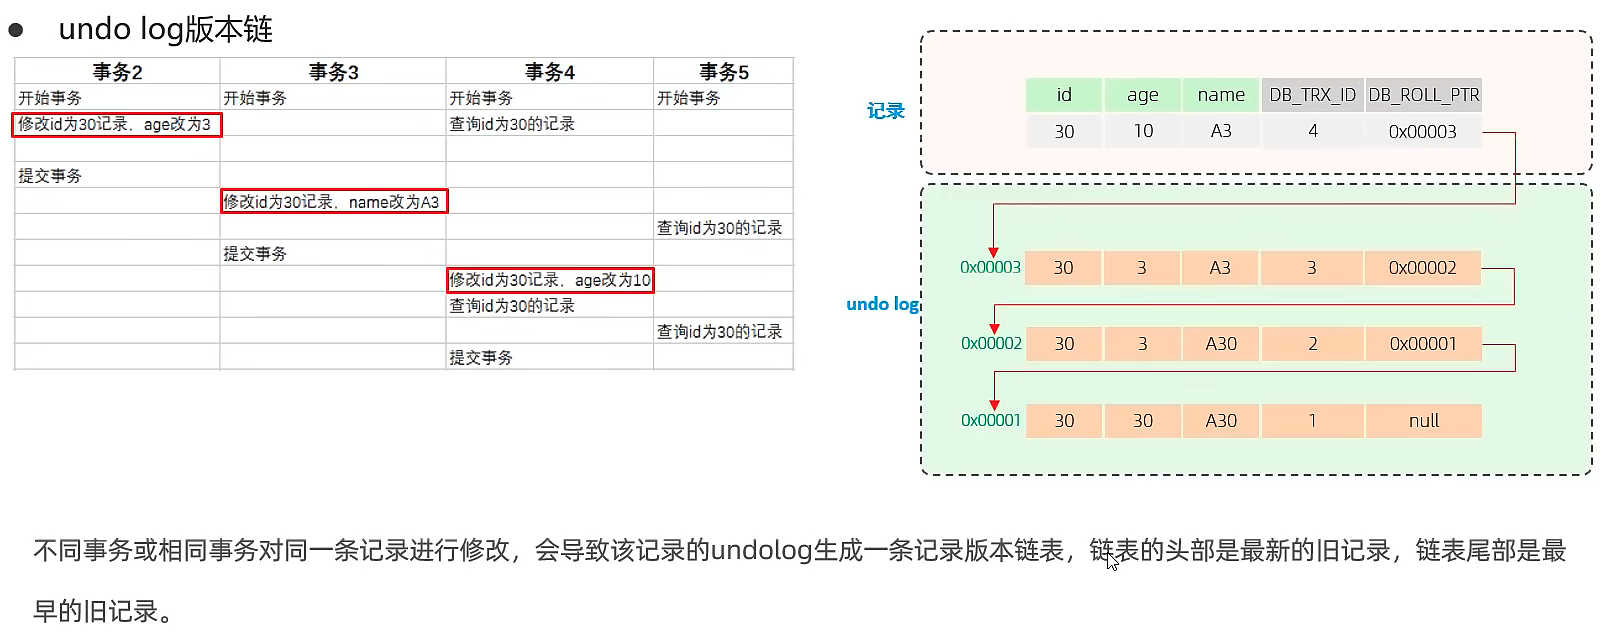 undo log版本链
事务2 事务3 事务4 事务5
开始事务 开始事务 开始事务 开始事务
修改id为30记录，age改为3 查询id为30的记录
提交事务
修改id为30记录，name改为A3
查询id为30的记录
提交事务
修改id为30记录，age改为10
查询id为30的记录
查询id为30的记录
提交事务
记录
id age name DB_TRX_ID DB_ROLL_PTR
30 10 A3 4 0x00003
undo log
0x00003 30 3 A3 3 0x00002
0x00002 30 3 A30 2 0x00001
0x00001 30 30 A30 1 null
不同事务或相同事务对同一条记录进行修改，会导致该记录的undolog生成一条记录版本链表，链表的头部是最新的旧记录，链表尾部是最
早的旧记录。